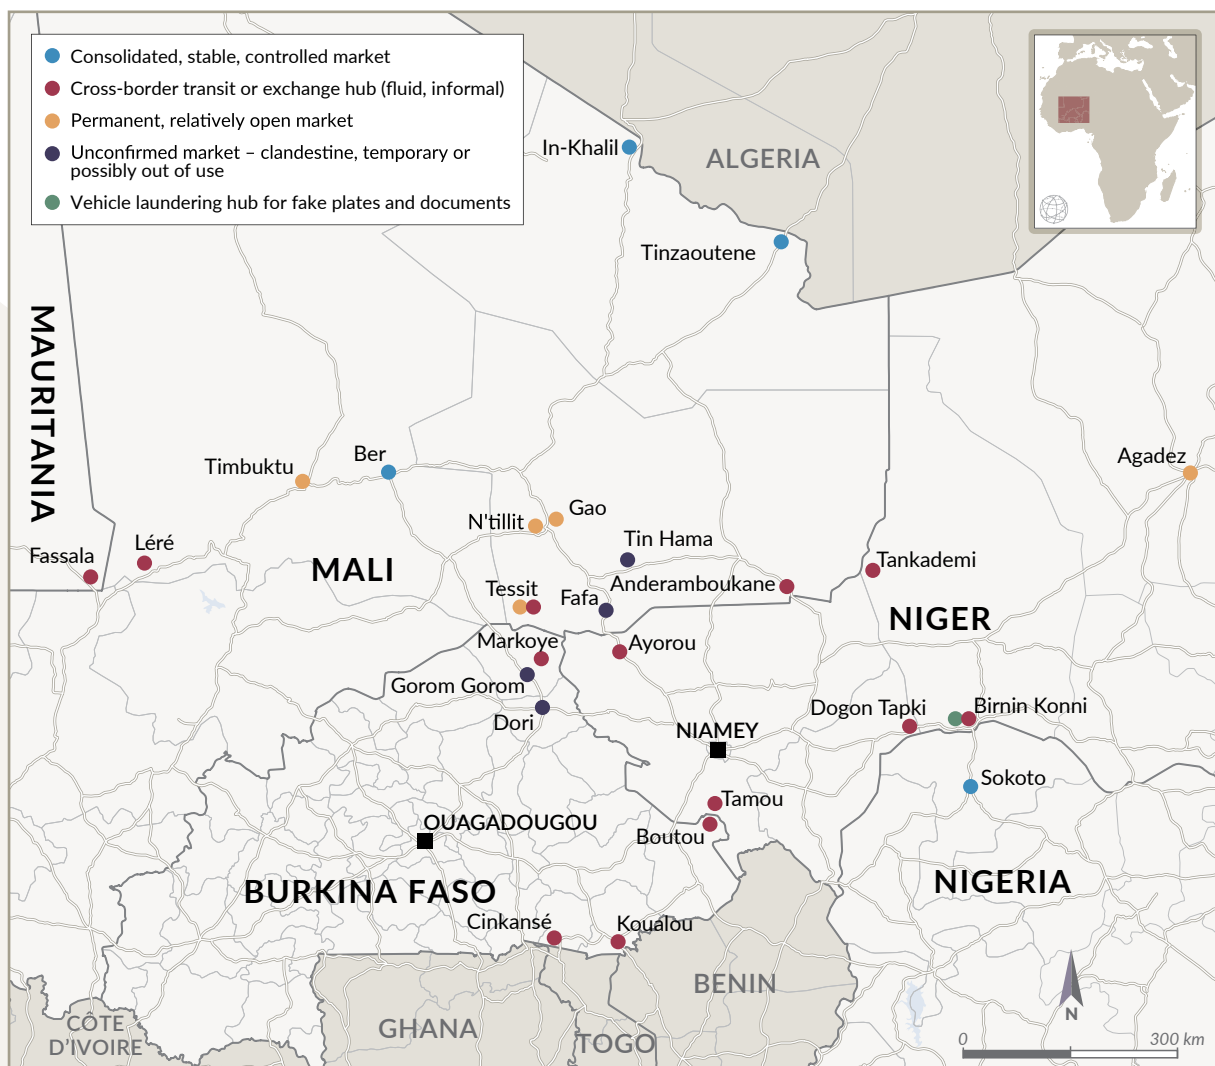 Consolidated, stable, controlled market
Cross-border transit or exchange hub (fluid, informal)
Permanent, relatively open market
Unconfirmed market – clandestine, temporary or
possibly out of use
Vehicle laundering hub for fake plates and documents
In-Khalil
ALGERIA
Tinzaoutene
MAURITANIA
Timbuktu
Ber
Agadez
N'tillit
Gao
Tin Hama
Fassala
Léré
MALI
Tankademi
Anderamboukane
Tessit
Fafa
NIGER
Markoye
Ayorou
Gorom Gorom
Dori
Dogon Tapki
Birnin Konni
NIAMEY
Sokoto
Tamou
OUAGADOUGOU
Boutou
BURKINA FASO
NIGERIA
Cinkansé
Koualou
BENIN
CÔTE
D'IVOIRE
GHANA
TOGO
N
0 300 km